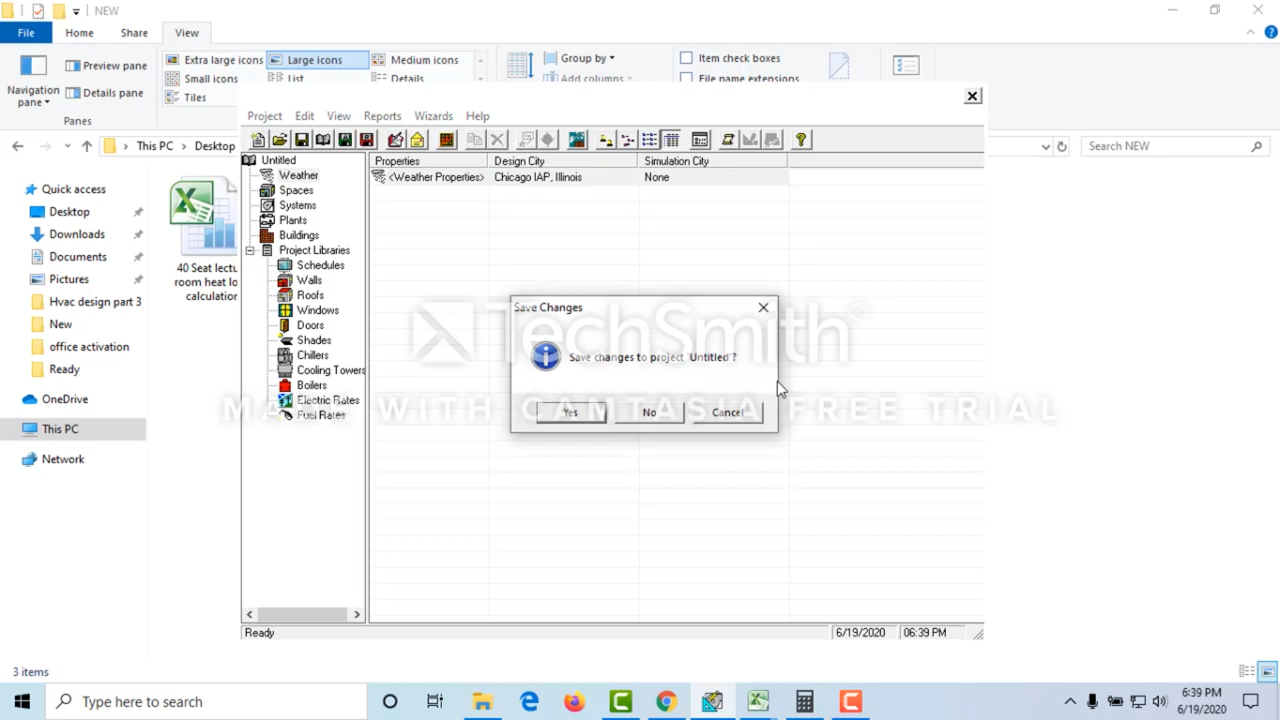 NEW
File Home Share View
Navigation pane
Preview pane
Details pane
Panes
Extra large icons Large icons Medium icons
Small icons List Details
Tiles
Group by
Add columns
Item check boxes
File name extensions
This PC Desktop
Search NEW
Quick access
Desktop
Downloads
Documents
Pictures
Hvac design part 3
New
office activation
Ready
OneDrive
This PC
Network
40 Seat lectu
room heat lo
calculation
Project Edit View Reports Wizards Help
Untitled
Weather
Spaces
Systems
Plants
Buildings
Project Libraries
Schedules
Walls
Roofs
Windows
Doors
Shades
Chillers
Cooling Towers
Boilers
Electric Rates
Fuel Rates
Properties Design City Simulation City
<Weather Properties> Chicago IAP, Illinois None
Save Changes
Save changes to project 'Untitled'?
Yes No Cancel
TechSmith®
MADE WITH CAMTASIA FREE TRIAL
Ready 6/19/2020 06:39 PM
3 items
Type here to search
6:39 PM
6/19/2020